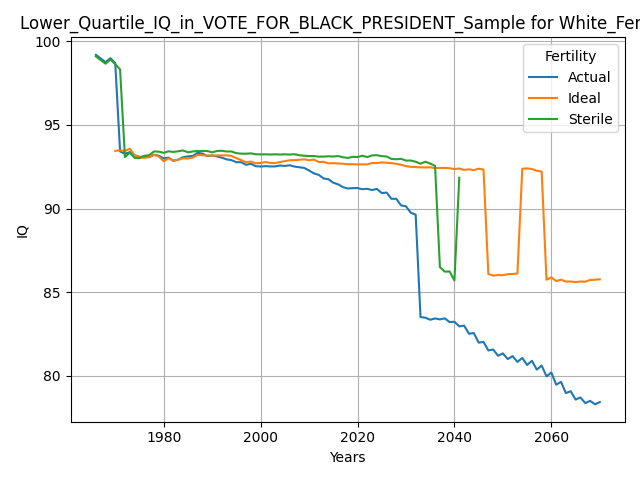 Lower_Quartile_IQ_in_VOTE_FOR_BLACK_PRESIDENT_Sample for White_Fer
100
95
90
85
80
IQ
Fertility
Actual
Ideal
Sterile
1980
2000
2020
2040
2060
Years